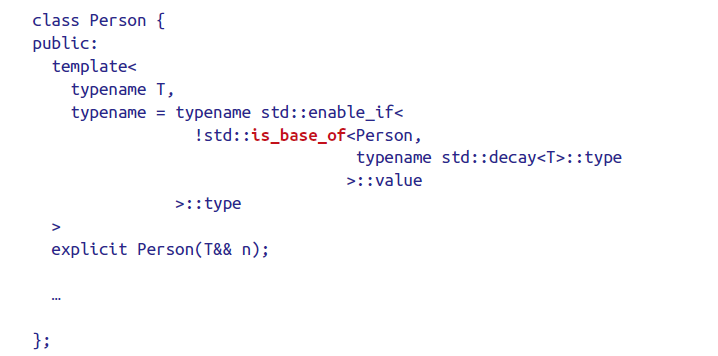 class Person {
public:
  template<
    typename T,
    typename = typename std::enable_if<
                 !std::is_base_of<Person,
                                  typename std::decay<T>::type
                                 >::value
               >::type
  >
  explicit Person(T&& n);

  …

};